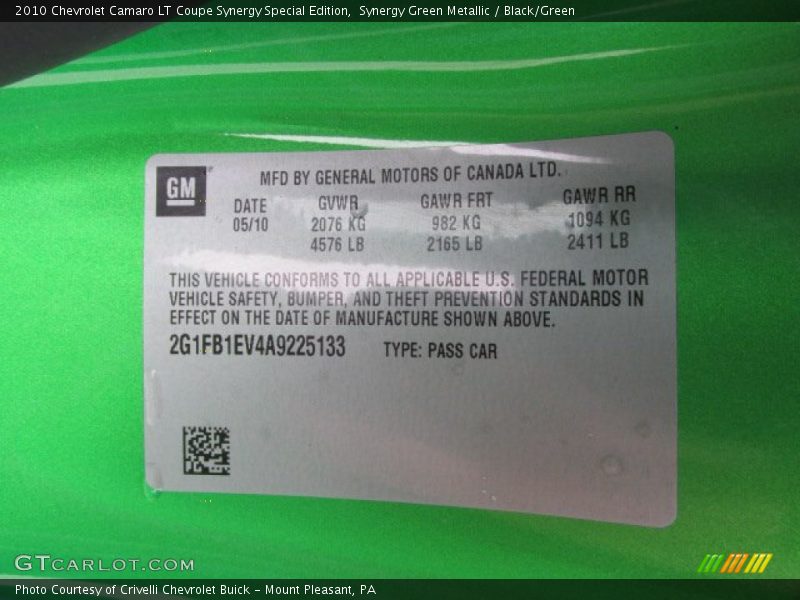 2010 Chevrolet Camaro LT Coupe Synergy Special Edition,  Synergy Green Metallic / Black/Green
GM
MFD BY GENERAL MOTORS OF CANADA LTD.
DATE GVWR GAWR FRT GAWR RR
05/10 2076 KG 982 KG 1094 KG
4576 LB 2165 LB 2411 LB
THIS VEHICLE CONFORMS TO ALL APPLICABLE U.S. FEDERAL MOTOR
VEHICLE SAFETY, BUMPER, AND THEFT PREVENTION STANDARDS IN
EFFECT ON THE DATE OF MANUFACTURE SHOWN ABOVE.
2G1FB1EV4A9225133 TYPE: PASS CAR
GTCARLOT.COM
Photo Courtesy of Crivelli Chevrolet Buick - Mount Pleasant, PA